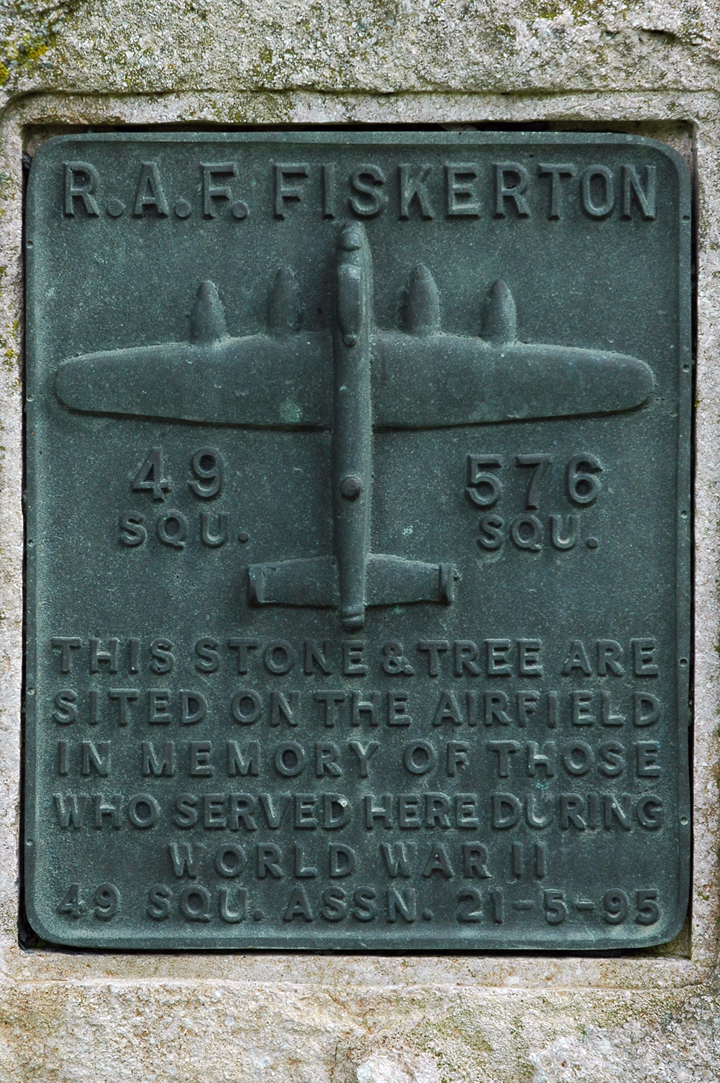 R.A.F. FISKERTON
49 576
SQU. SQU.
THIS STONE & TREE ARE
SITED ON THE AIRFIELD
IN MEMORY OF THOSE
WHO SERVED HERE DURING
WORLD WAR II
49 SQU. ASSN. 21-5-95